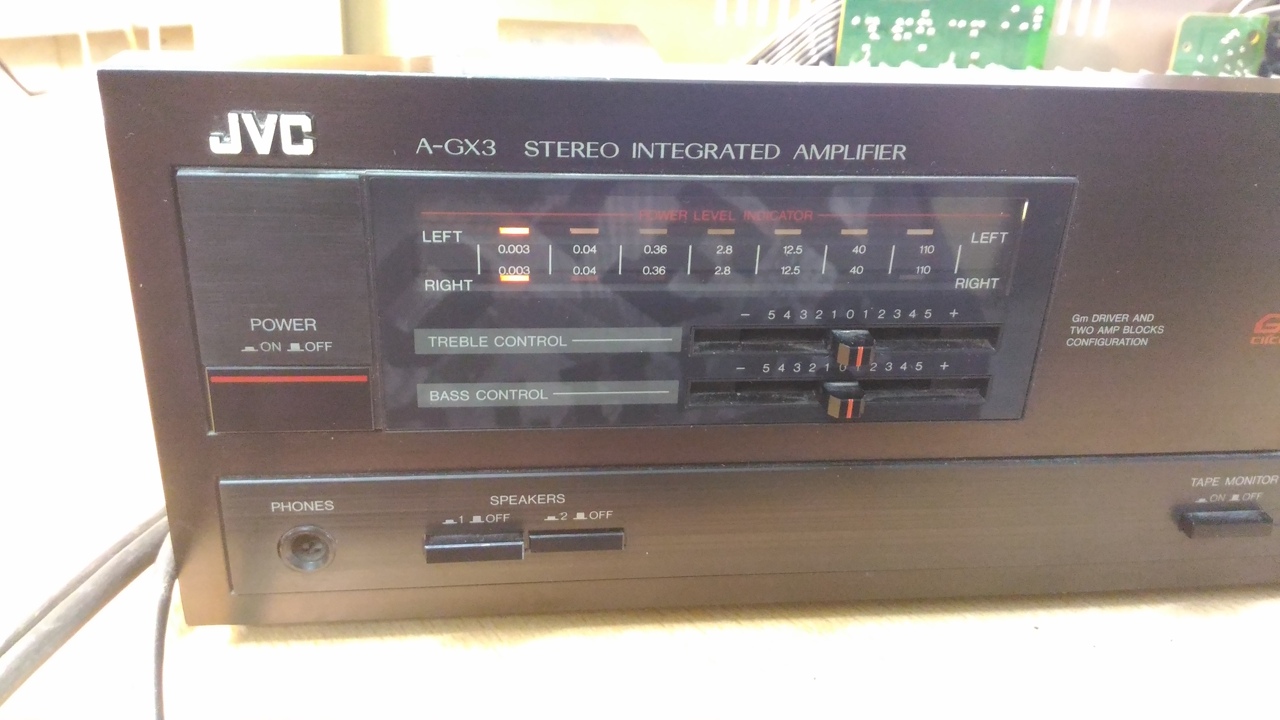 JVC
A-GX3 STEREO INTEGRATED AMPLIFIER
POWER LEVEL INDICATOR
LEFT LEFT
0.003 0.04 0.36 2.8 12.5 40 110
0.003 0.04 0.36 2.8 12.5 40 110
RIGHT RIGHT
POWER
ON OFF
- 5 4 3 2 1 0 1 2 3 4 5 +
TREBLE CONTROL
- 5 4 3 2 1 0 1 2 3 4 5 +
BASS CONTROL
Gm DRIVER AND
TWO AMP BLOCKS
CONFIGURATION
PHONES
SPEAKERS
1 OFF 2 OFF
TAPE MONITOR
ON OFF